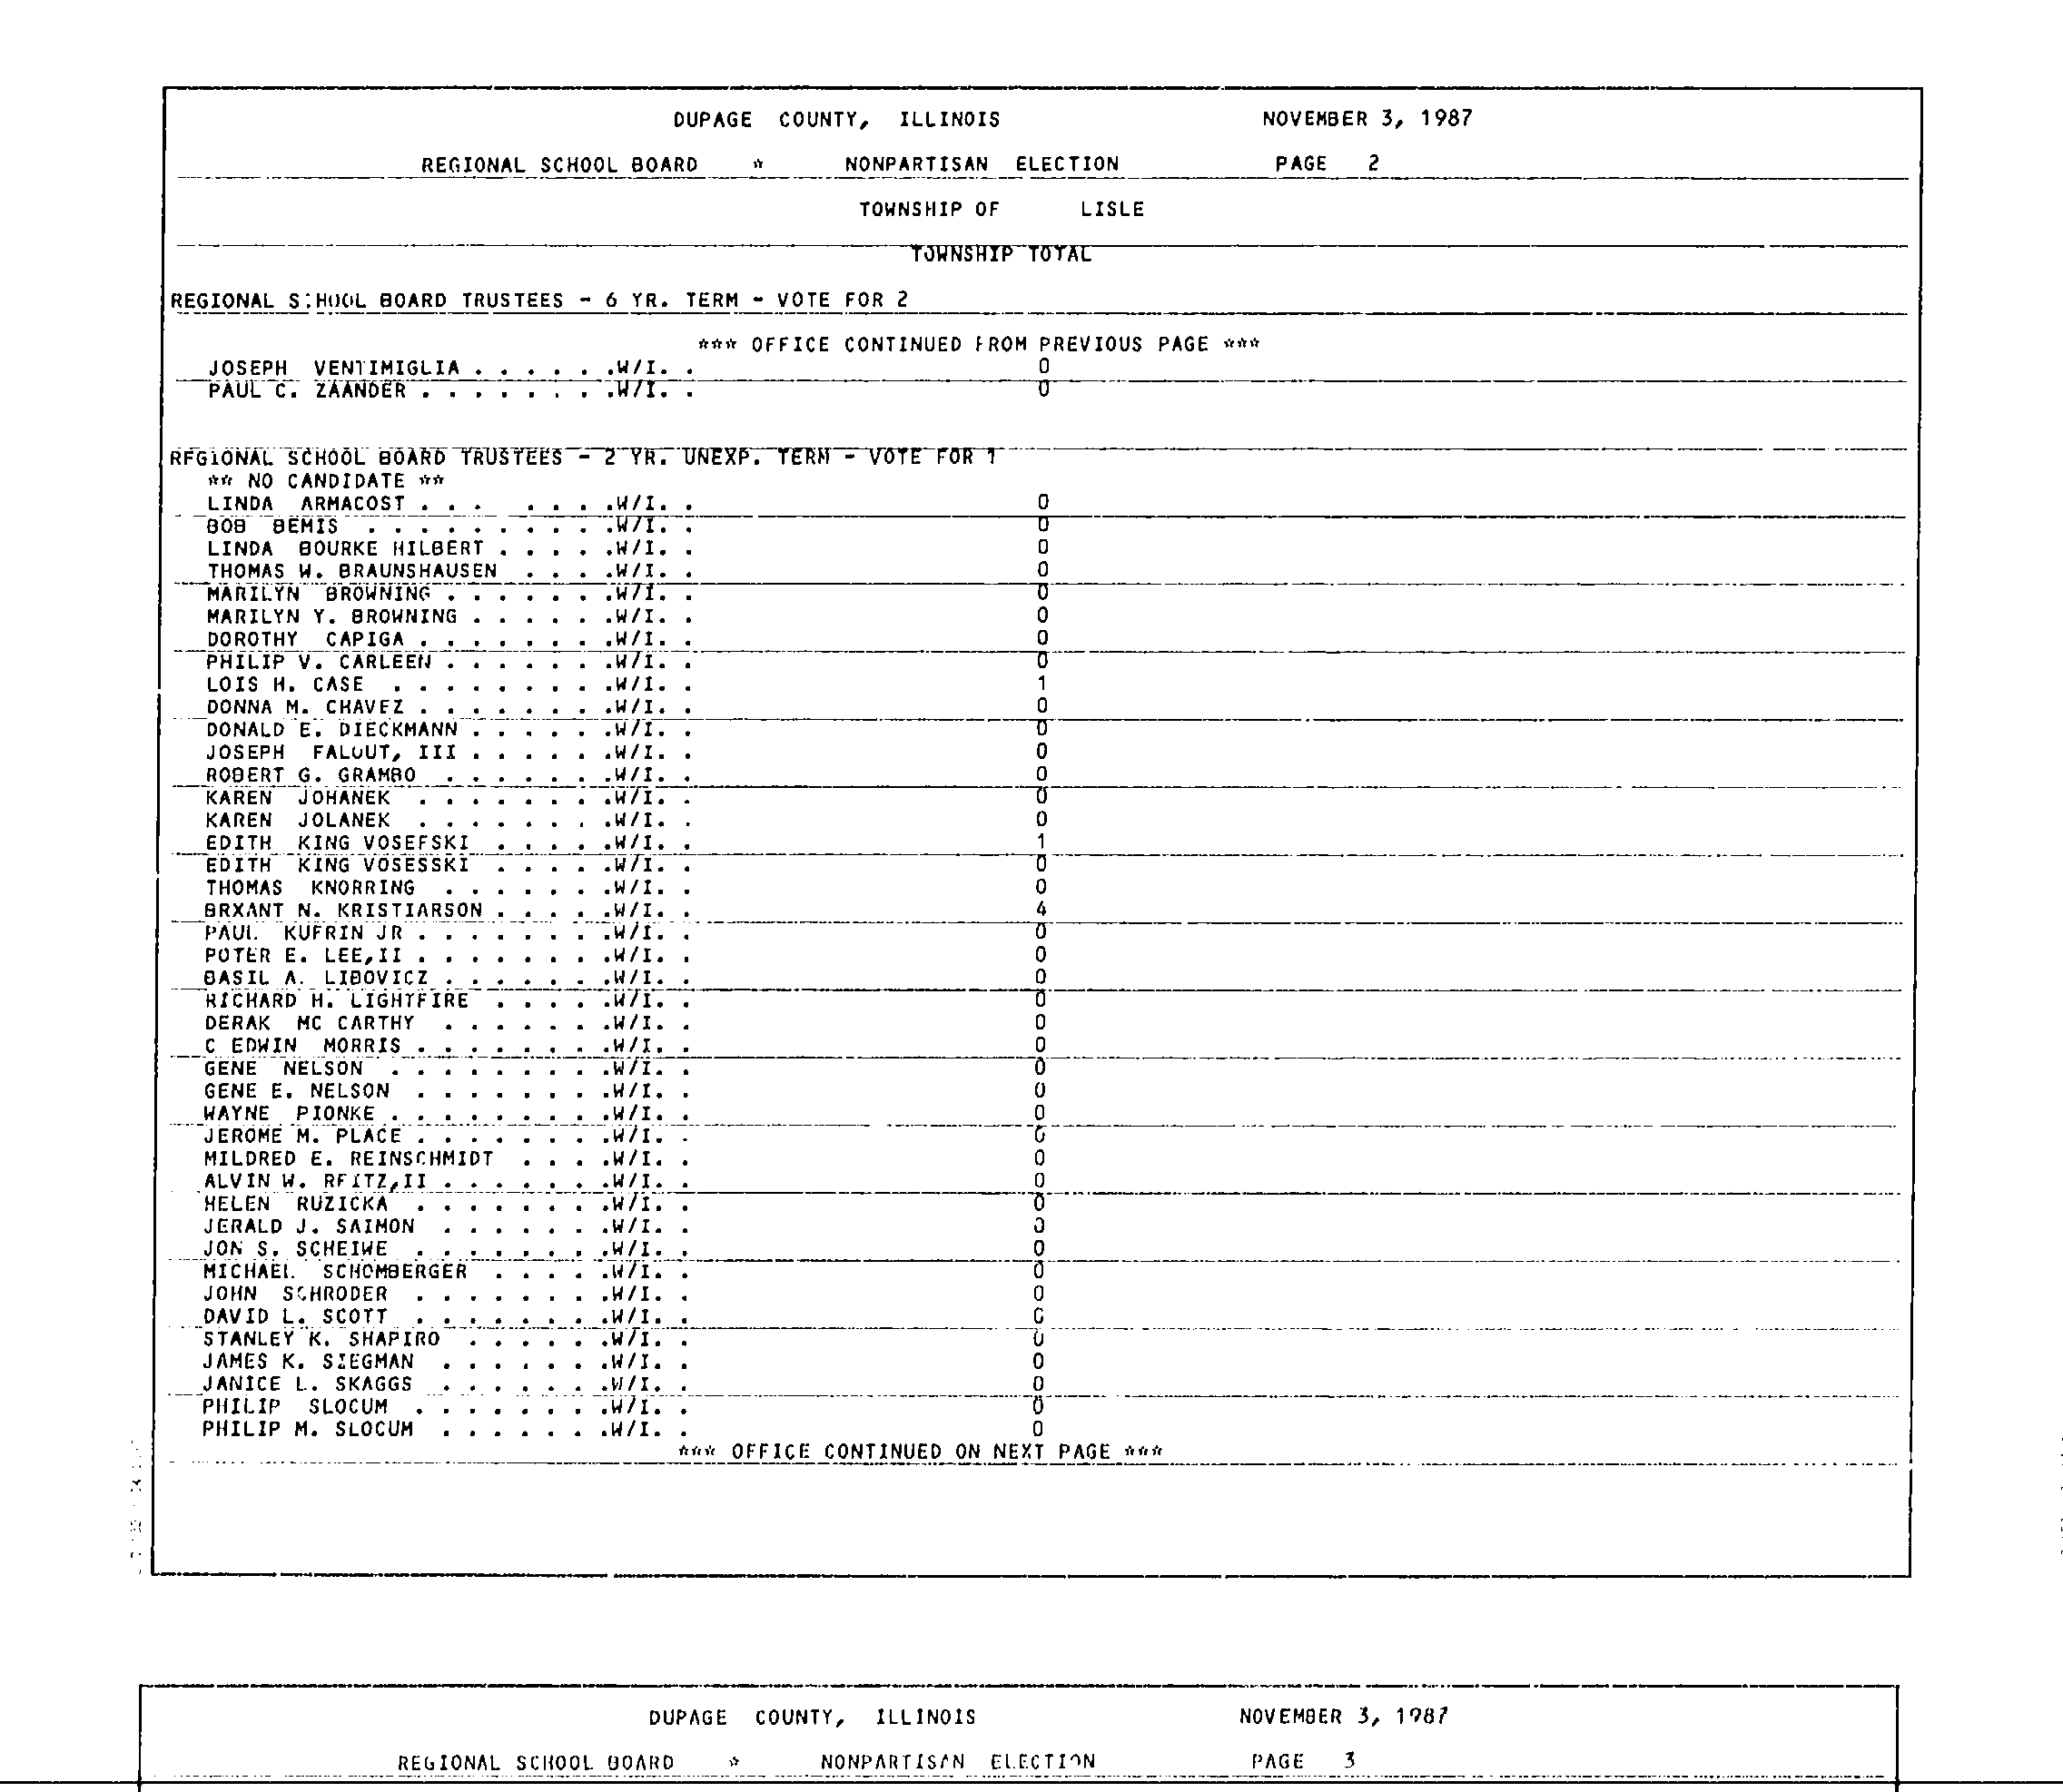 DUPAGE COUNTY, ILLINOIS NOVEMBER 3, 1987
REGIONAL SCHOOL BOARD * NONPARTISAN ELECTION PAGE 2
TOWNSHIP OF LISLE
TOWNSHIP TOTAL
REGIONAL SCHOOL BOARD TRUSTEES - 6 YR. TERM - VOTE FOR 2
*** OFFICE CONTINUED FROM PREVIOUS PAGE ***
JOSEPH VENTIMIGLIA . . . . . .W/I. . 0
PAUL C. ZAANDER . . . . . . . .W/I. . 0
REGIONAL SCHOOL BOARD TRUSTEES - 2 YR. UNEXP. TERM - VOTE FOR 1
** NO CANDIDATE **
LINDA ARMACOST . . . . . . .W/I. . 0
BOB BEMIS . . . . . . . . . .W/I. . 0
LINDA BOURKE HILBERT . . . . .W/I. . 0
THOMAS W. BRAUNSHAUSEN . . . .W/I. . 0
MARILYN BROWNING . . . . . . .W/I. . 0
MARILYN Y. BROWNING . . . . . .W/I. . 0
DOROTHY CAPIGA . . . . . . . .W/I. . 0
PHILIP V. CARLEEN . . . . . . .W/I. . 0
LOIS H. CASE . . . . . . . . .W/I. . 1
DONNA M. CHAVEZ . . . . . . . .W/I. . 0
DONALD E. DIECKMANN . . . . . .W/I. . 0
JOSEPH FALOUT, III . . . . . .W/I. . 0
ROBERT G. GRAMBO . . . . . . .W/I. . 0
KAREN JOHANEK . . . . . . . .W/I. . 0
KAREN JOLANEK . . . . . . . .W/I. . 0
EDITH KING VOSEFSKI . . . . .W/I. . 1
EDITH KING VOSESSKI . . . . .W/I. . 0
THOMAS KNORRING . . . . . . .W/I. . 0
BRXANT N. KRISTIARSON . . . . .W/I. . 4
PAUL KUFRIN JR . . . . . . . .W/I. . 0
POTER E. LEE,II . . . . . . . .W/I. . 0
BASIL A. LIBOVICZ . . . . . . .W/I. . 0
RICHARD H. LIGHTFIRE . . . . .W/I. . 0
DERAK MC CARTHY . . . . . . .W/I. . 0
C EDWIN MORRIS . . . . . . . .W/I. . 0
GENE NELSON . . . . . . . . .W/I. . 0
GENE E. NELSON . . . . . . . .W/I. . 0
WAYNE PIONKE . . . . . . . . .W/I. . 0
JEROME M. PLACE . . . . . . . .W/I. . 0
MILDRED E. REINSCHMIDT . . . .W/I. . 0
ALVIN W. REITZ,II . . . . . . .W/I. . 0
HELEN RUZICKA . . . . . . . .W/I. . 0
JERALD J. SAIMON . . . . . . .W/I. . 0
JON S. SCHEIWE . . . . . . . .W/I. . 0
MICHAEL SCHOMBERGER . . . . .W/I. . 0
JOHN SCHRODER . . . . . . . .W/I. . 0
DAVID L. SCOTT . . . . . . . .W/I. . 0
STANLEY K. SHAPIRO . . . . . .W/I. . 0
JAMES K. SIEGMAN . . . . . . .W/I. . 0
JANICE L. SKAGGS . . . . . . .W/I. . 0
PHILIP SLOCUM . . . . . . . .W/I. . 0
PHILIP M. SLOCUM . . . . . . .W/I. . 0
*** OFFICE CONTINUED ON NEXT PAGE ***
DUPAGE COUNTY, ILLINOIS NOVEMBER 3, 1987
REGIONAL SCHOOL BOARD * NONPARTISAN ELECTION PAGE 3